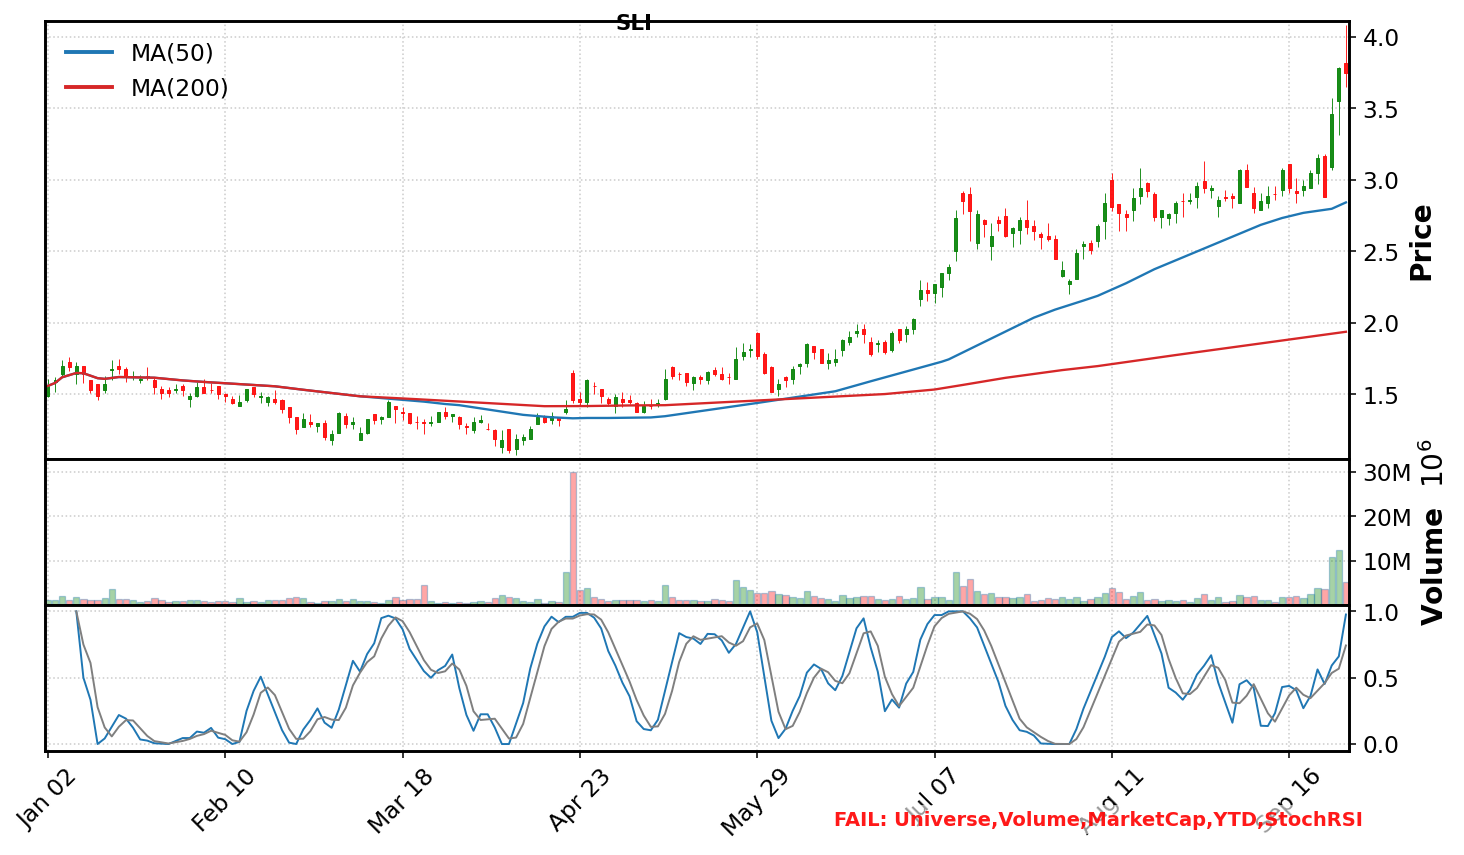 SLI
MA(50)
MA(200)
4.0
3.5
3.0
2.5
2.0
1.5
Price
30M
20M
10M
Volume 10^6
1.0
0.5
0.0
Jan 02
Feb 10
Mar 18
Apr 23
May 29
Jul 07
Aug 11
Sep 16
FAIL: Universe,Volume,MarketCap,YTD,StochRSI